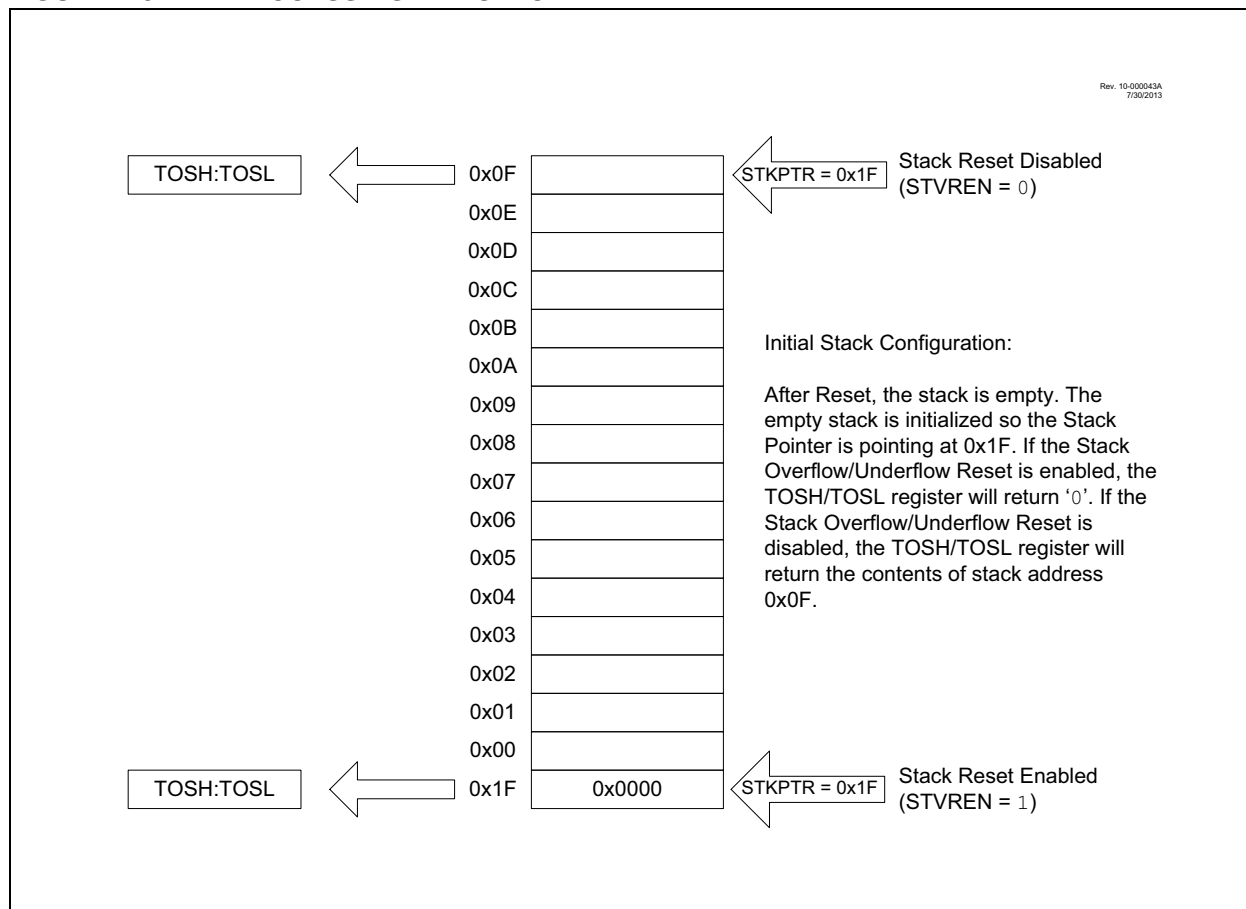 Rev. 10-000043A
7/30/2013
TOSH:TOSL
0x0F
STKPTR = 0x1F
Stack Reset Disabled
(STVREN = 0)
0x0E
0x0D
0x0C
0x0B
0x0A
0x09
0x08
0x07
0x06
0x05
0x04
0x03
0x02
0x01
0x00
Initial Stack Configuration:
After Reset, the stack is empty. The
empty stack is initialized so the Stack
Pointer is pointing at 0x1F. If the Stack
Overflow/Underflow Reset is enabled, the
TOSH/TOSL register will return ‘0’. If the
Stack Overflow/Underflow Reset is
disabled, the TOSH/TOSL register will
return the contents of stack address
0x0F.
TOSH:TOSL
0x1F
0x0000
STKPTR = 0x1F
Stack Reset Enabled
(STVREN = 1)